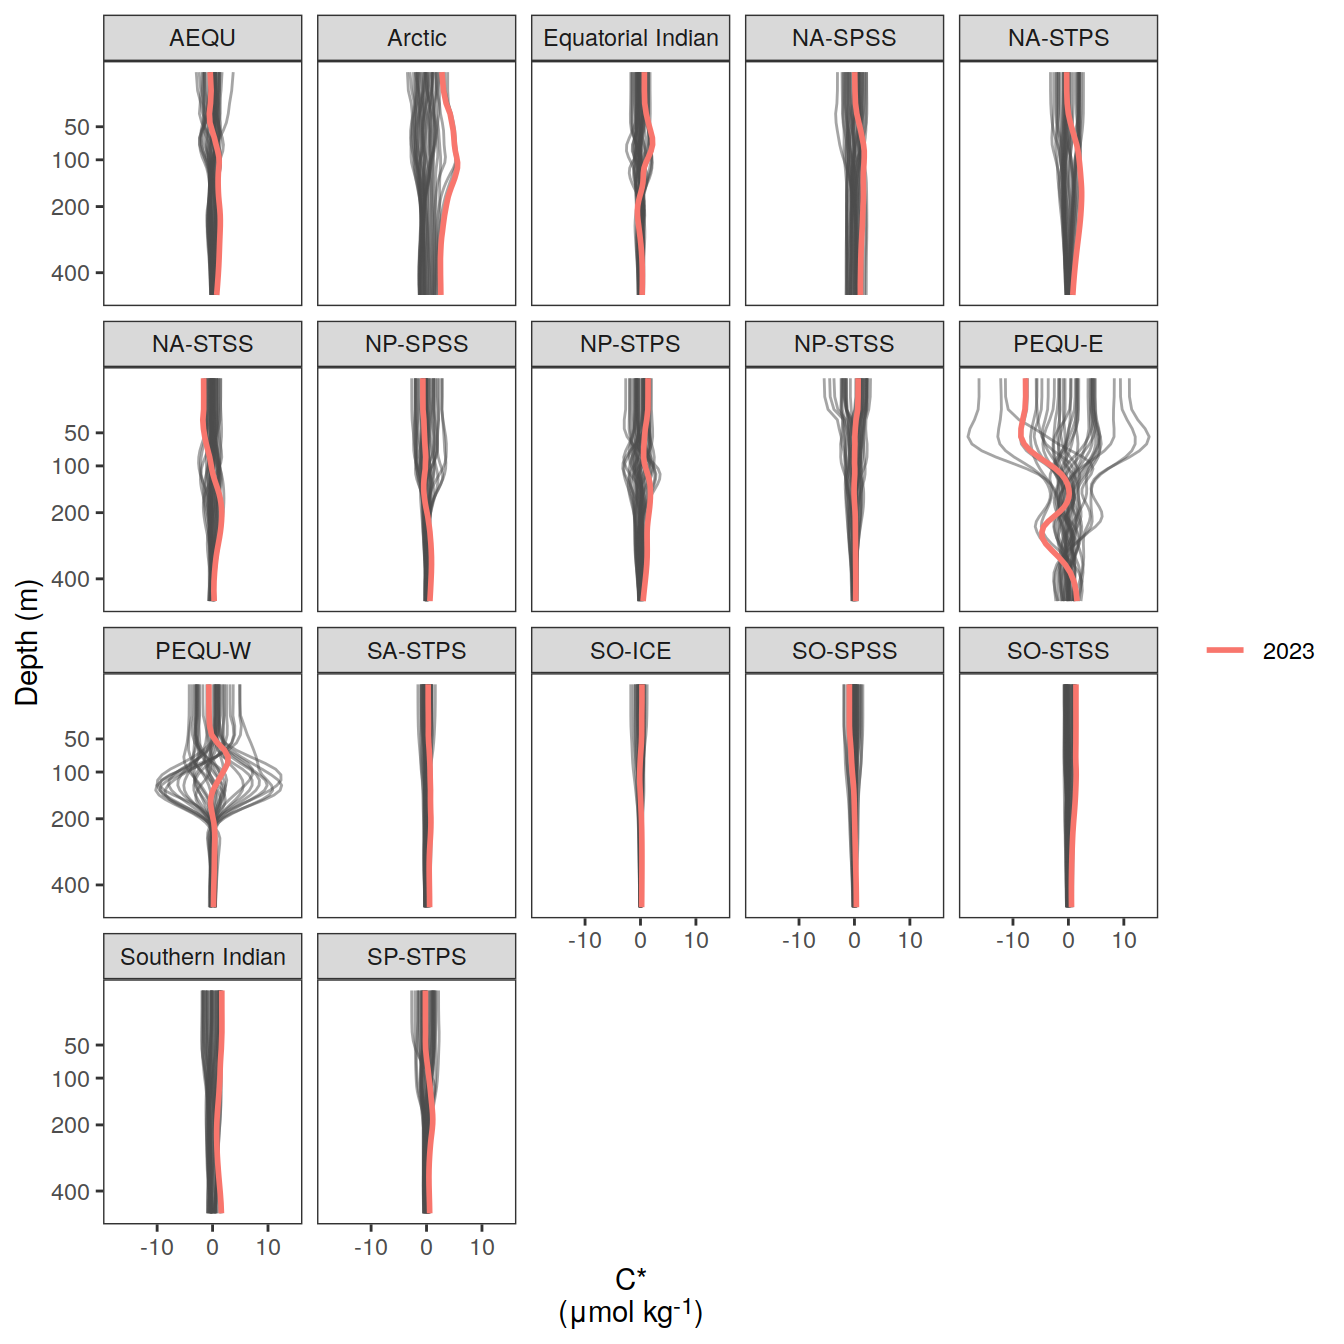 AEQU
Arctic
Equatorial Indian
NA-SPSS
NA-STPS
50
100
200
400
NA-STSS
NP-SPSS
NP-STPS
NP-STSS
PEQU-E
50
100
200
400
Depth (m)
PEQU-W
SA-STPS
SO-ICE
SO-SPSS
SO-STSS
2023
50
100
200
400
-10 0 10
-10 0 10
-10 0 10
Southern Indian
SP-STPS
50
100
200
400
-10 0 10
-10 0 10
C*
(µmol kg⁻¹)